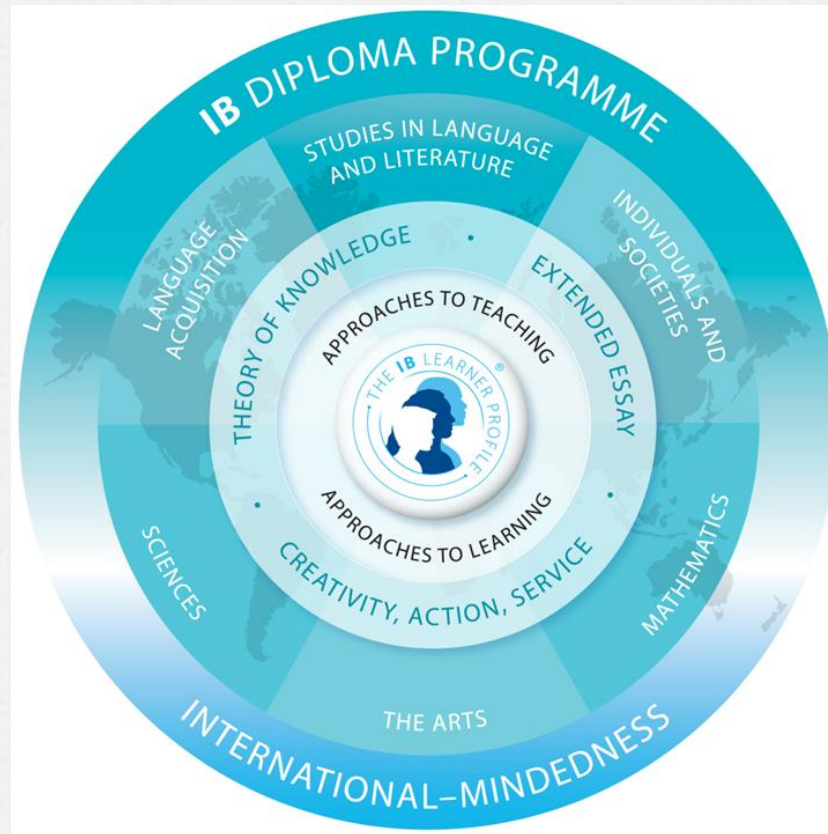 IB DIPLOMA PROGRAMME
STUDIES IN LANGUAGE
AND LITERATURE
LANGUAGE
ACQUISITION
INDIVIDUALS AND
SOCIETIES
THEORY OF KNOWLEDGE
•
EXTENDED ESSAY
•
APPROACHES TO TEACHING
THE IB LEARNER PROFILE®
APPROACHES TO LEARNING
CREATIVITY, ACTION, SERVICE
•
SCIENCES
MATHEMATICS
THE ARTS
INTERNATIONAL–MINDEDNESS